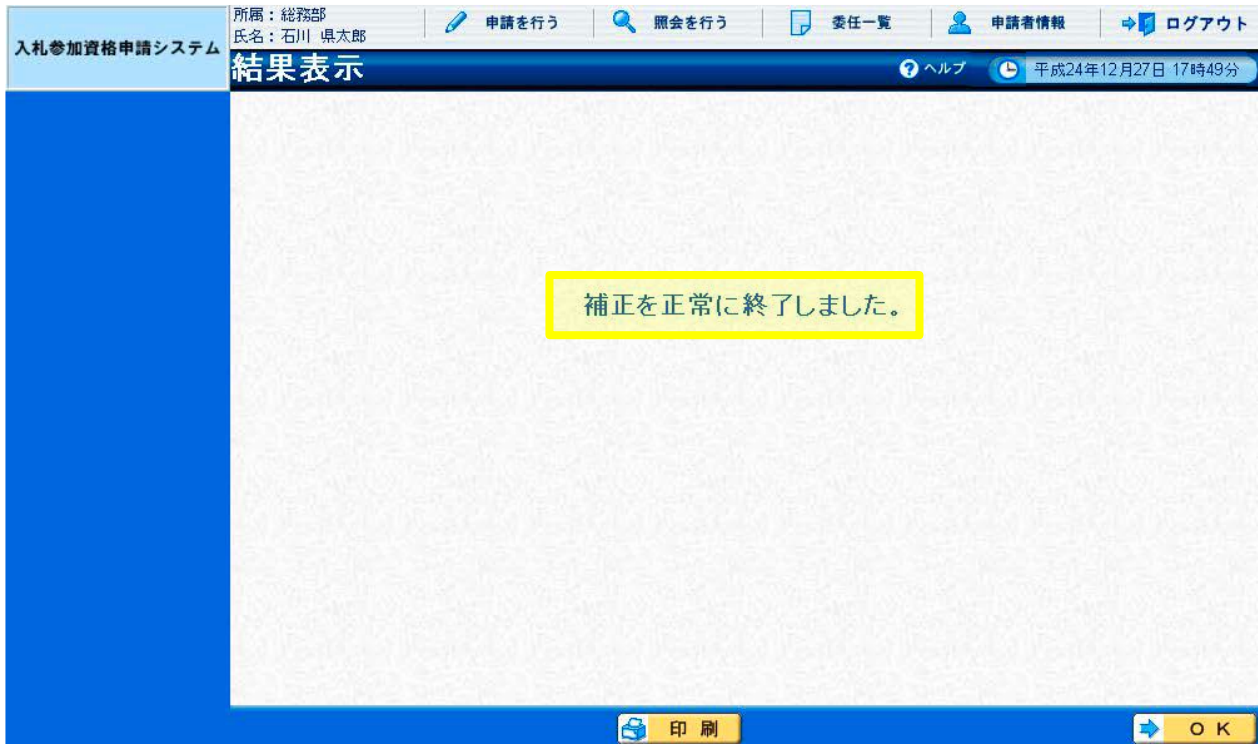 入札参加資格申請システム
所属：総務部
氏名：石川 県太郎
申請を行う
照会を行う
委任一覧
申請者情報
ログアウト
結果表示
? ヘルプ
平成24年12月27日 17時49分
補正を正常に終了しました。
印 刷
O K